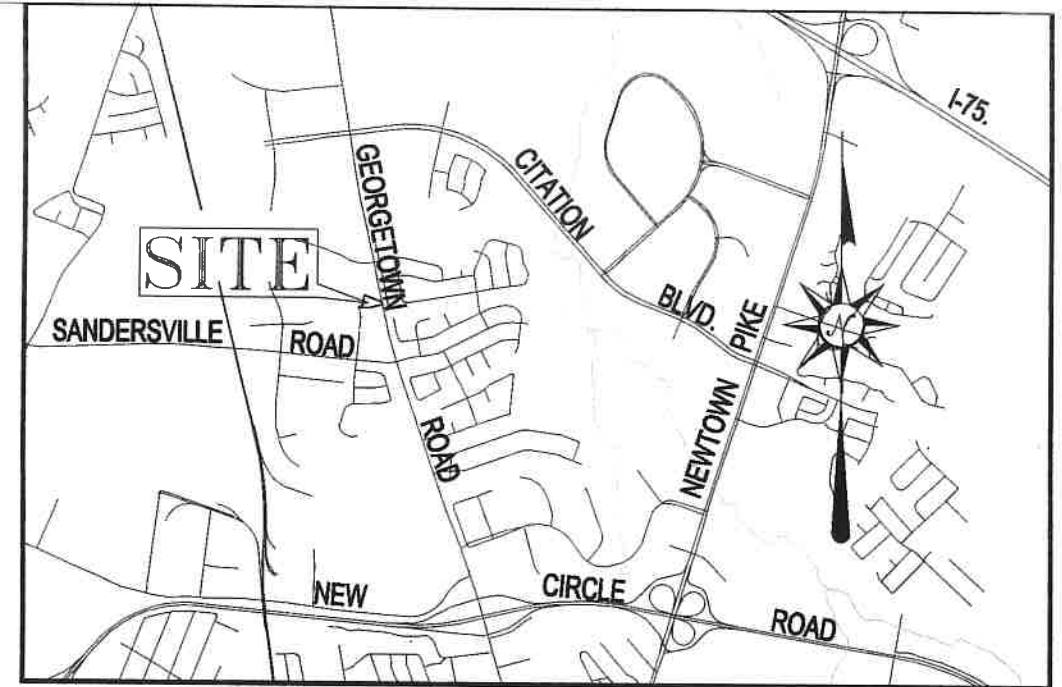 I-75.
GEORGETOWN
CITATION
SITE
BLVD.
PIKE
SANDERSVILLE
ROAD
N
NEWTOWN
ROAD
NEW
CIRCLE
ROAD